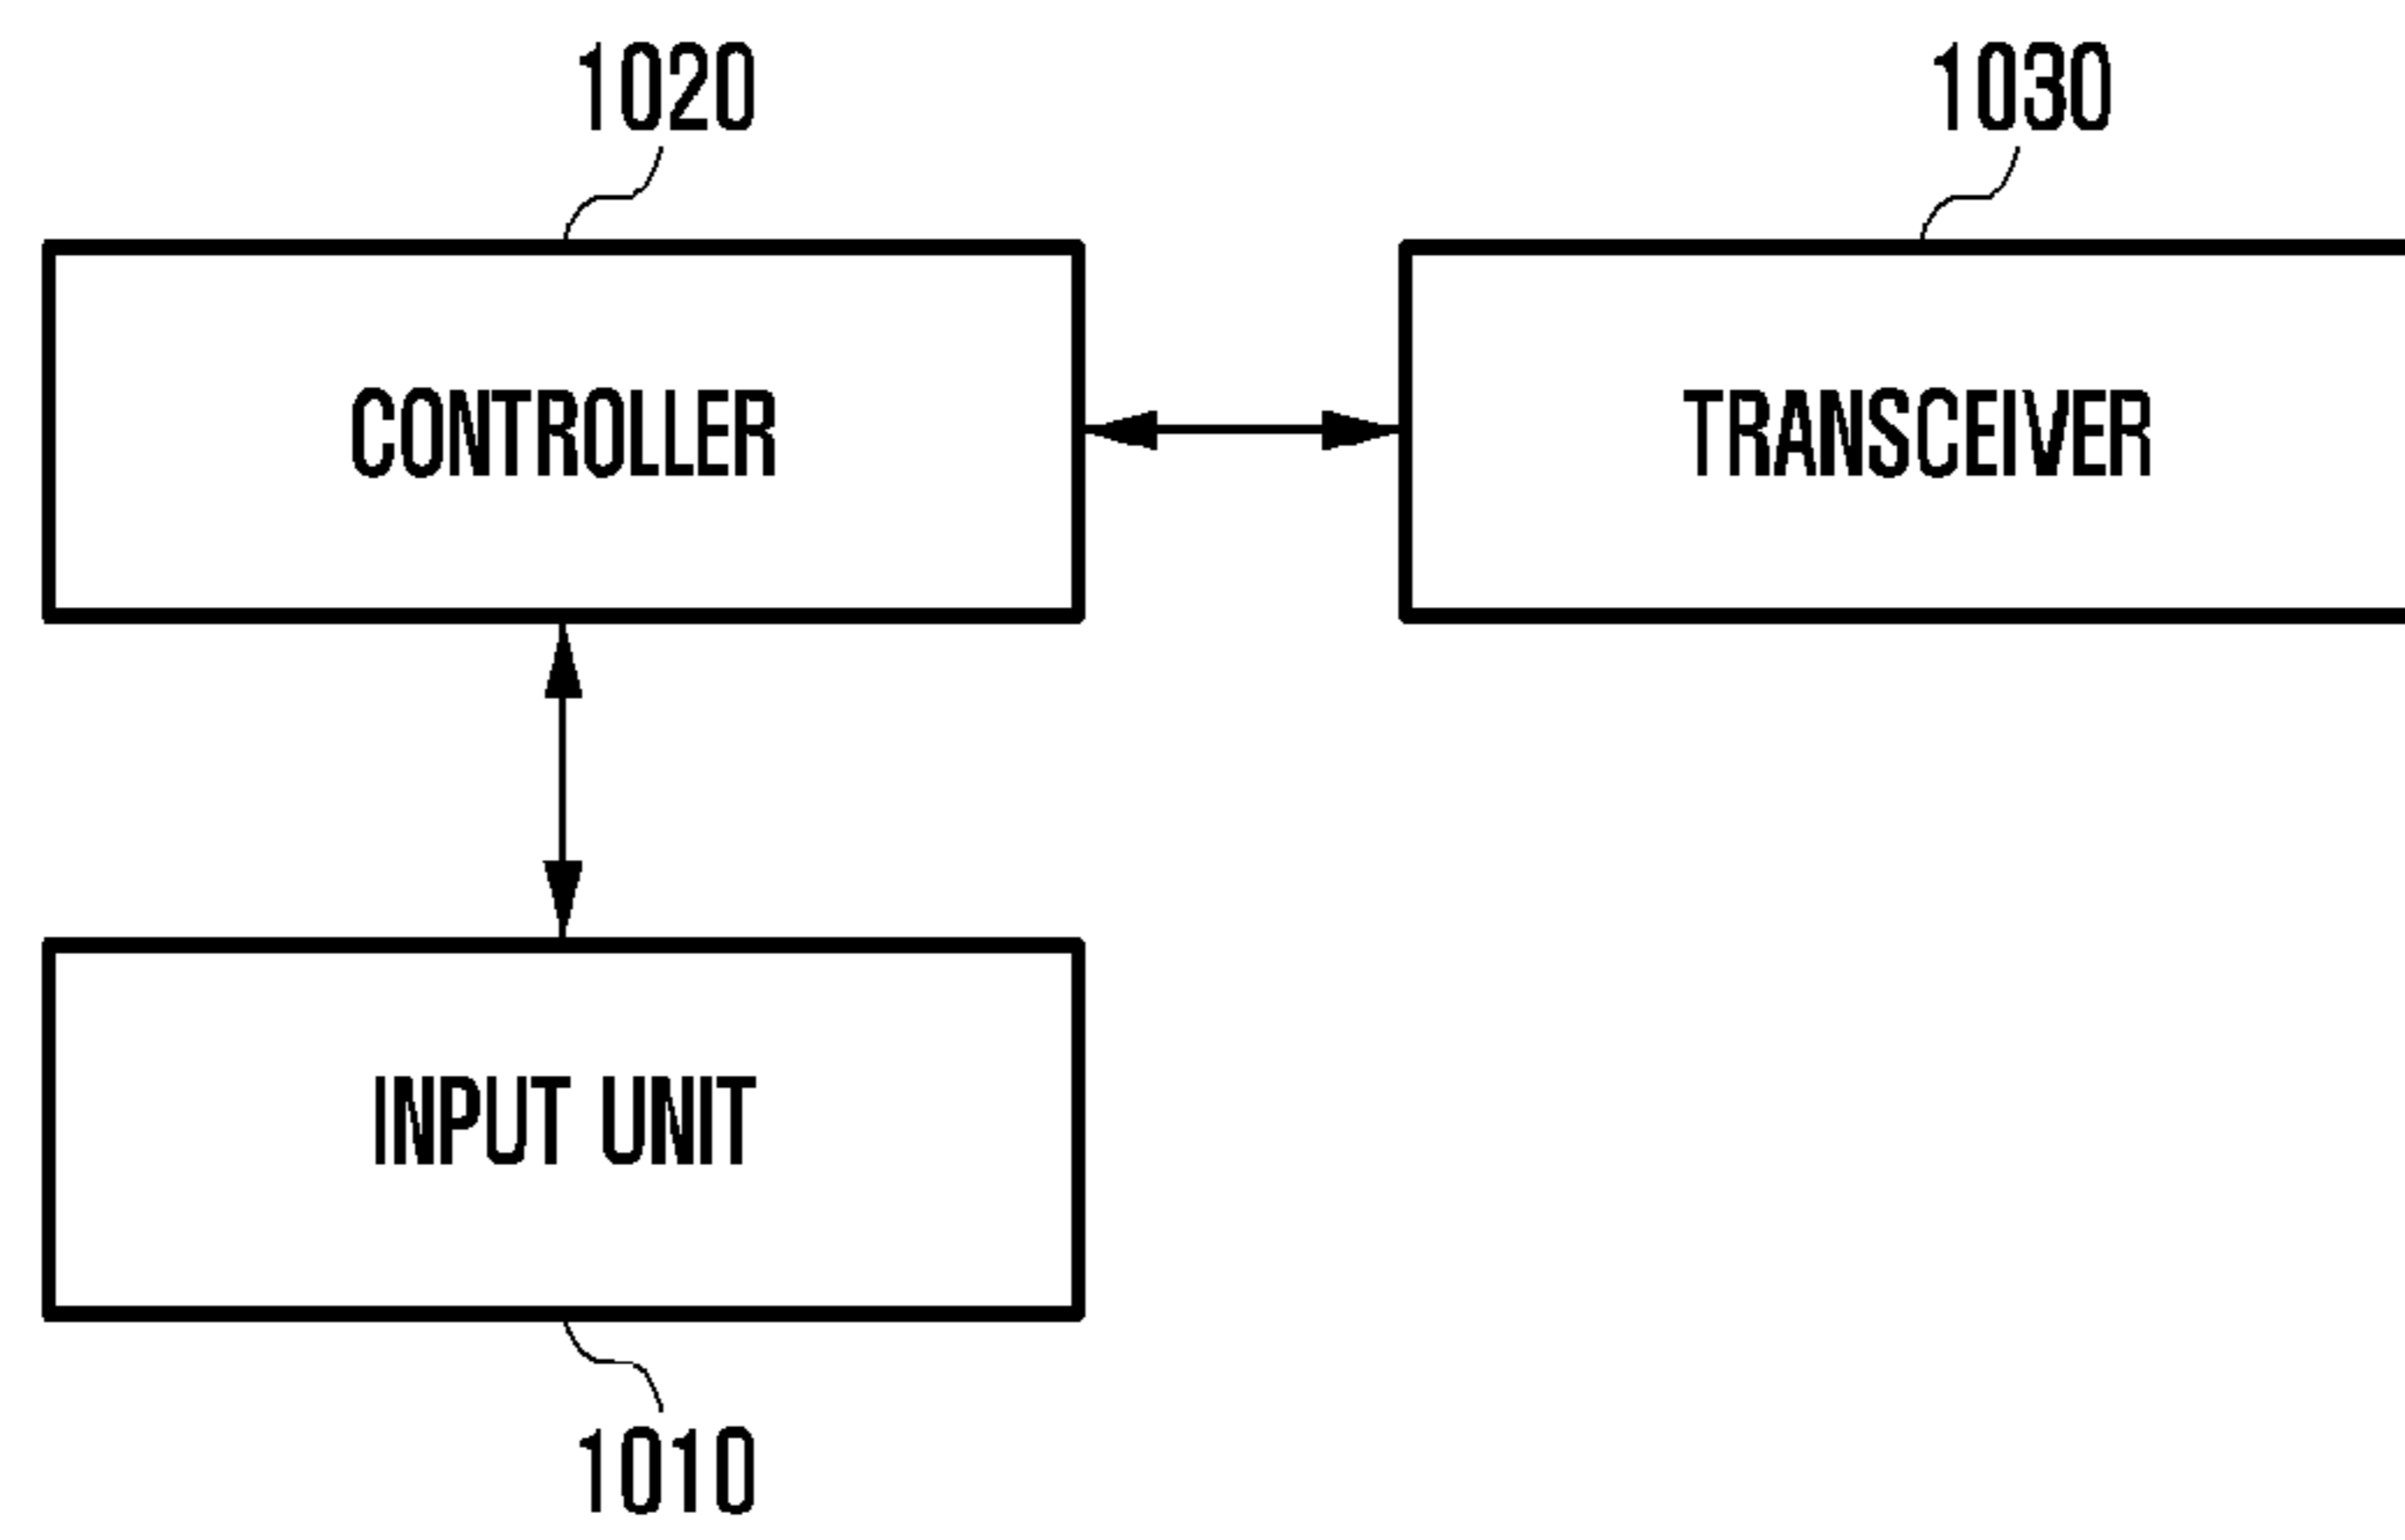 1020
1030
CONTROLLER
TRANSCEIVER
INPUT UNIT
1010